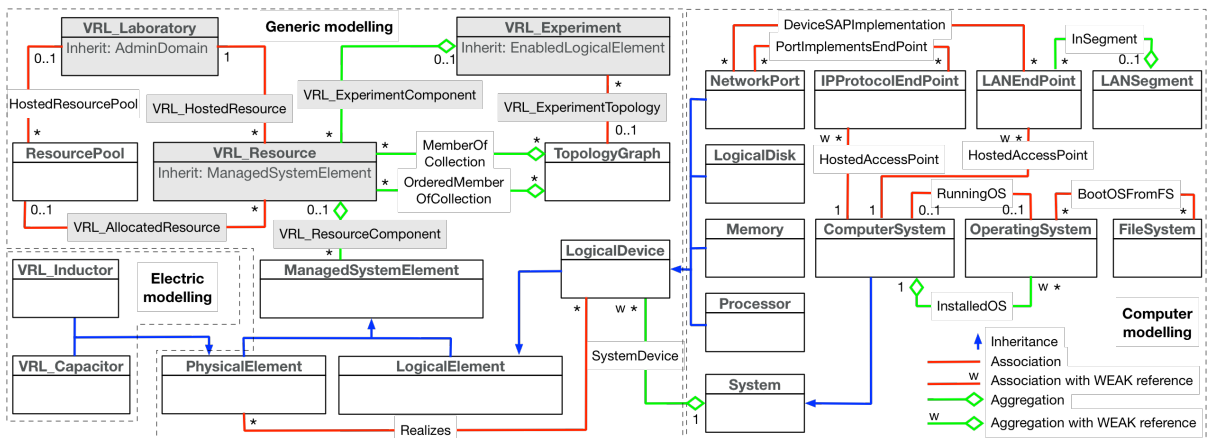 VRL_Laboratory
Inherit: AdminDomain
Generic modelling
VRL_Experiment
Inherit: EnabledLogicalElement
0..1
1
0..1
*
HostedResourcePool
VRL_HostedResource
VRL_ExperimentComponent
VRL_ExperimentTopology
*
*
*
0..1
ResourcePool
VRL_Resource
Inherit: ManagedSystemElement
*
MemberOf
Collection
*
TopologyGraph
*
OrderedMember
OfCollection
*
0..1
*
0..1
VRL_AllocatedResource
VRL_ResourceComponent
*
ManagedSystemElement
LogicalDevice
VRL_Inductor
Electric
modelling
VRL_Capacitor
PhysicalElement
LogicalElement
*
w *
SystemDevice
*
Realizes
1
DeviceSAPImplementation
PortImplementsEndPoint
InSegment
*
*
*
*
*
0..1
NetworkPort
IPProtocolEndPoint
LANEndPoint
LANSegment
w *
w *
HostedAccessPoint
HostedAccessPoint
LogicalDisk
RunningOS
BootOSFromFS
1
1
0..1
0..1
*
*
Memory
ComputerSystem
OperatingSystem
FileSystem
1
w *
InstalledOS
Processor
Computer
modelling
System
Inheritance
Association
w
Association with WEAK reference
Aggregation
w
Aggregation with WEAK reference